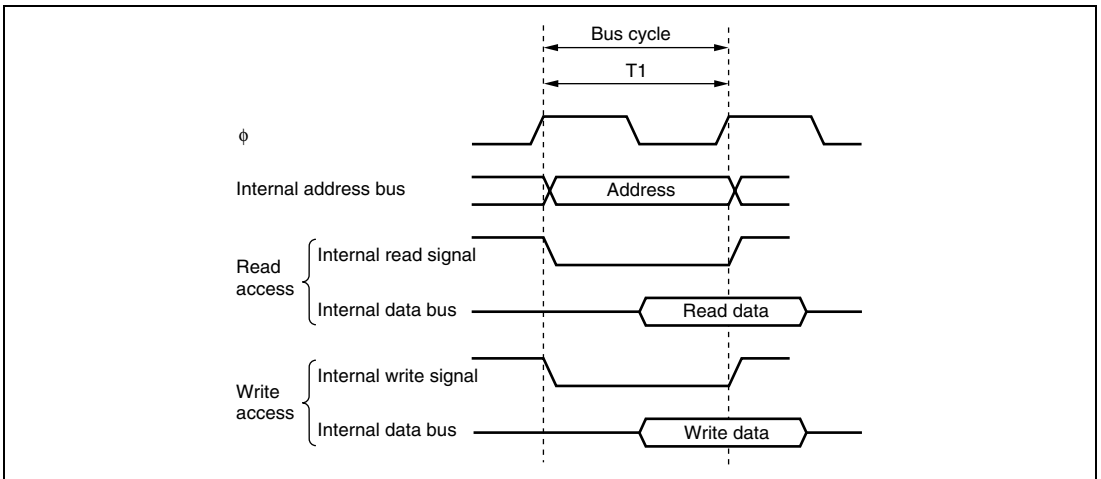 Bus cycle
T1
ϕ
Internal address bus
Address
Read
access
Internal read signal
Internal data bus
Read data
Write
access
Internal write signal
Internal data bus
Write data